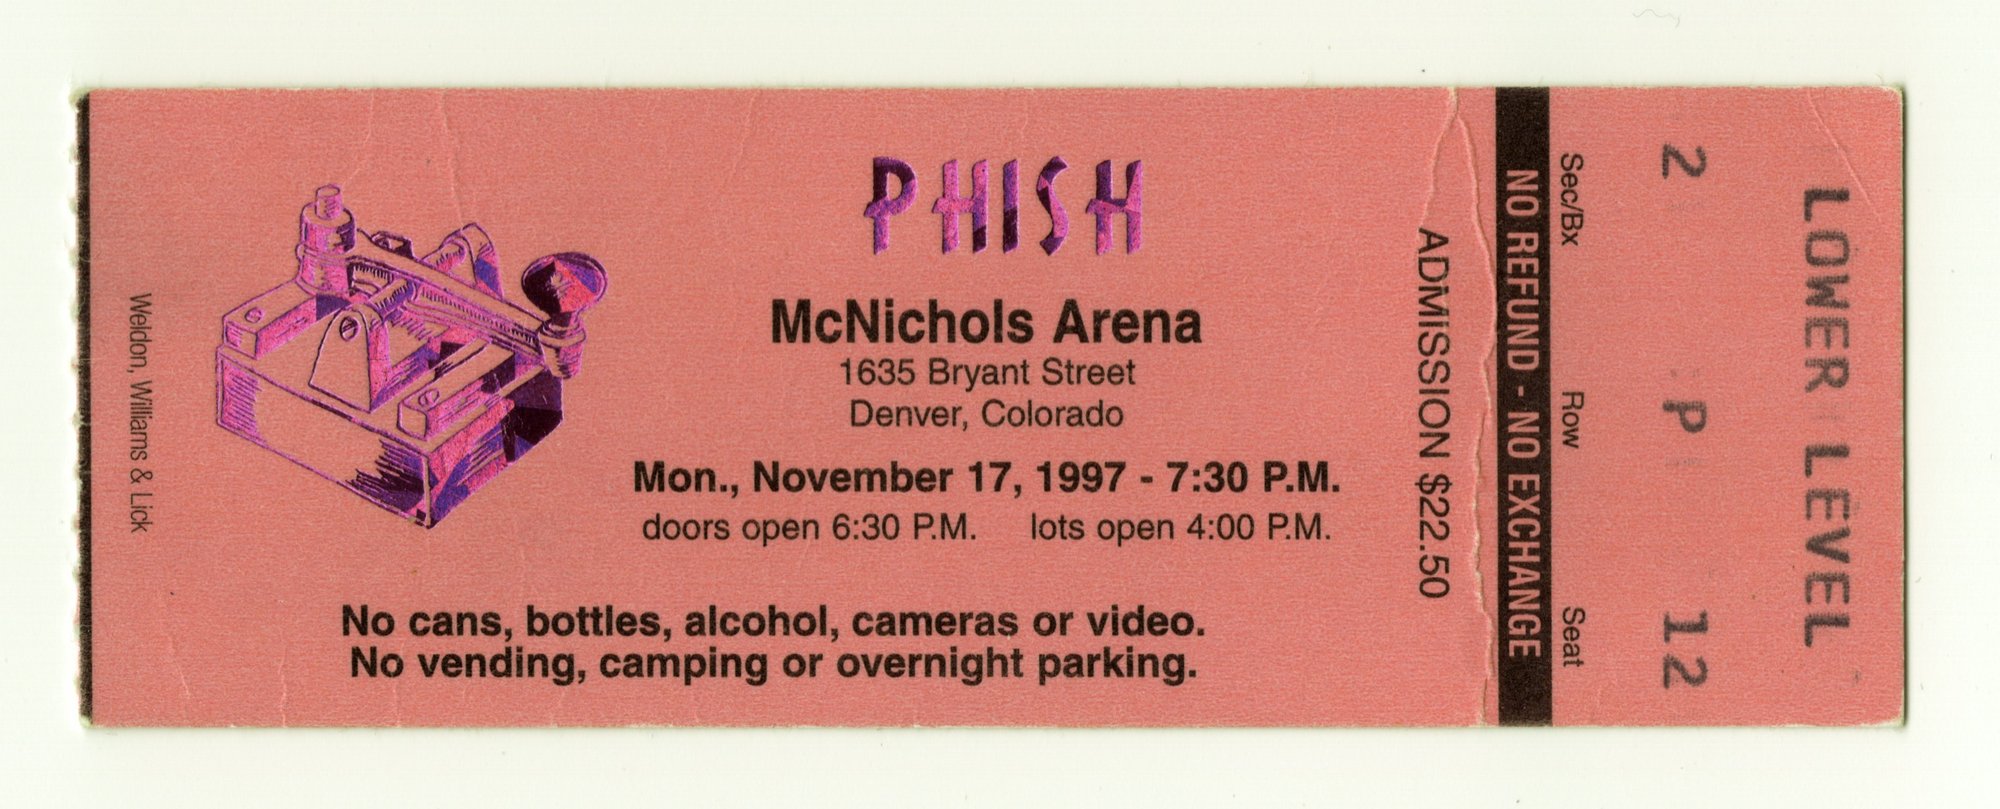 PHISH
McNichols Arena
1635 Bryant Street
Denver, Colorado
Mon., November 17, 1997 - 7:30 P.M.
doors open 6:30 P.M. lots open 4:00 P.M.
No cans, bottles, alcohol, cameras or video.
No vending, camping or overnight parking.
Weldon, Williams & Lick
ADMISSION $22.50
NO REFUND - NO EXCHANGE
Sec/Bx Row Seat
2 P 12
LOWER LEVEL